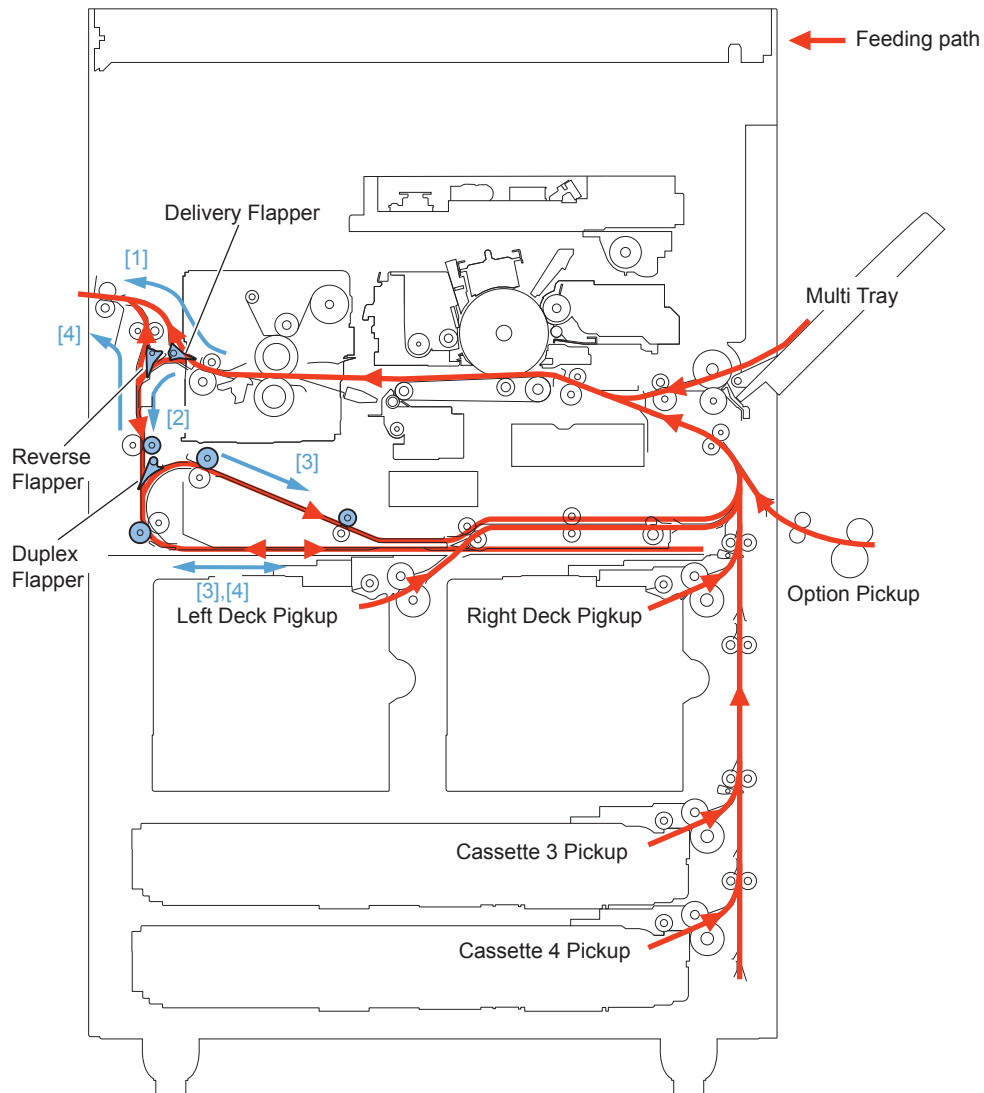 Feeding path
Delivery Flapper
[1]
Multi Tray
[4]
[2]
Reverse
Flapper
[3]
Duplex
Flapper
[3],[4]
Left Deck Pigkup
Right Deck Pigkup
Option Pickup
Cassette 3 Pickup
Cassette 4 Pickup